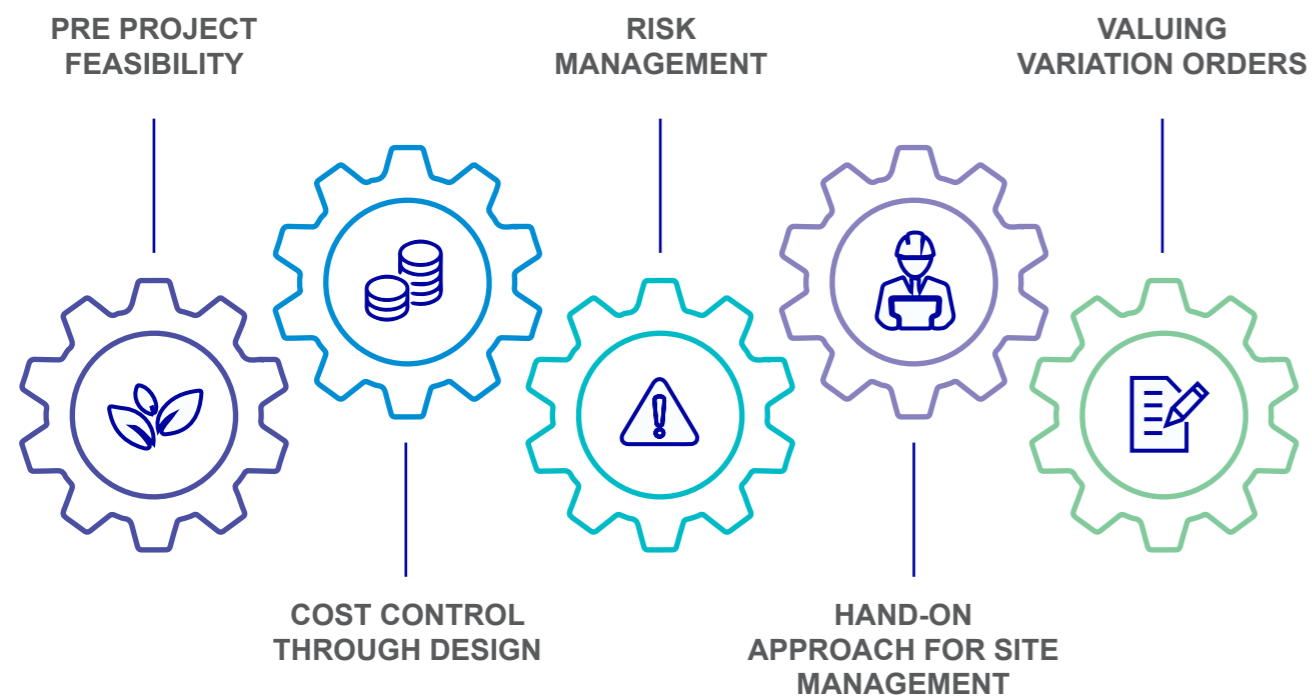 PRE PROJECT
FEASIBILITY
RISK
MANAGEMENT
VALUING
VARIATION ORDERS
COST CONTROL
THROUGH DESIGN
HAND-ON
APPROACH FOR SITE
MANAGEMENT